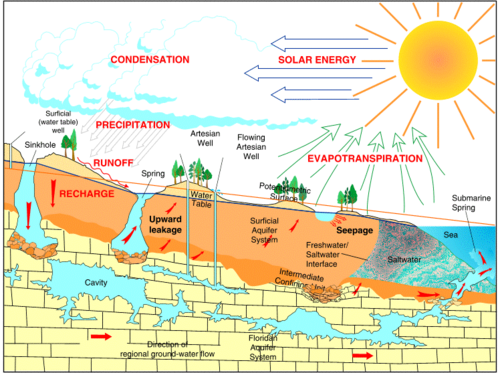 CONDENSATION
SOLAR ENERGY
Surficial
(water table)
well
PRECIPITATION
Sinkhole
Artesian
Well
Flowing
Artesian
Well
RUNOFF
EVAPOTRANSPIRATION
Spring
RECHARGE
Water
Table
Potentiometric
Surface
Submarine
Spring
Upward
leakage
Surficial
Aquifer
System
Seepage
Sea
Freshwater/
Saltwater
Interface
Saltwater
Intermediate
Confining Unit
Cavity
Direction of
regional ground-water flow
Floridan
Aquifer
System